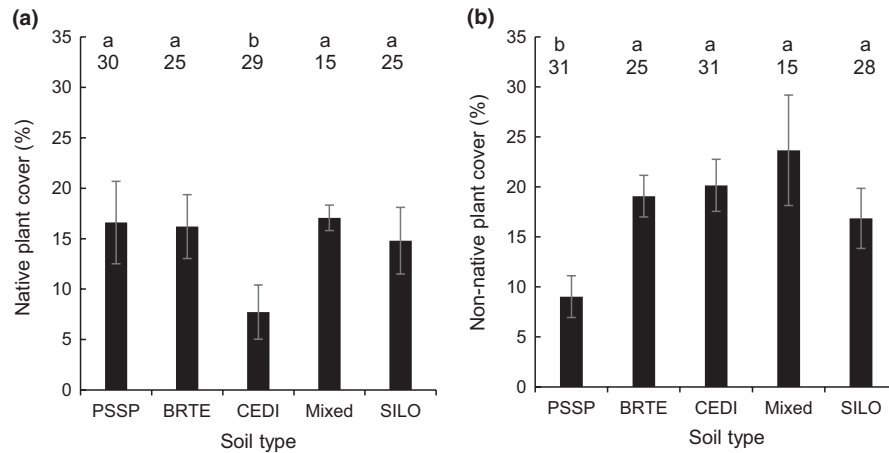 (a)
Native plant cover (%)
35
30
25
20
15
10
5
0
a a b a a
30 25 29 15 25
PSSP BRTE CEDI Mixed SILO
Soil type
(b)
Non-native plant cover (%)
35
30
25
20
15
10
5
0
b a a a a
31 25 31 15 28
PSSP BRTE CEDI Mixed SILO
Soil type